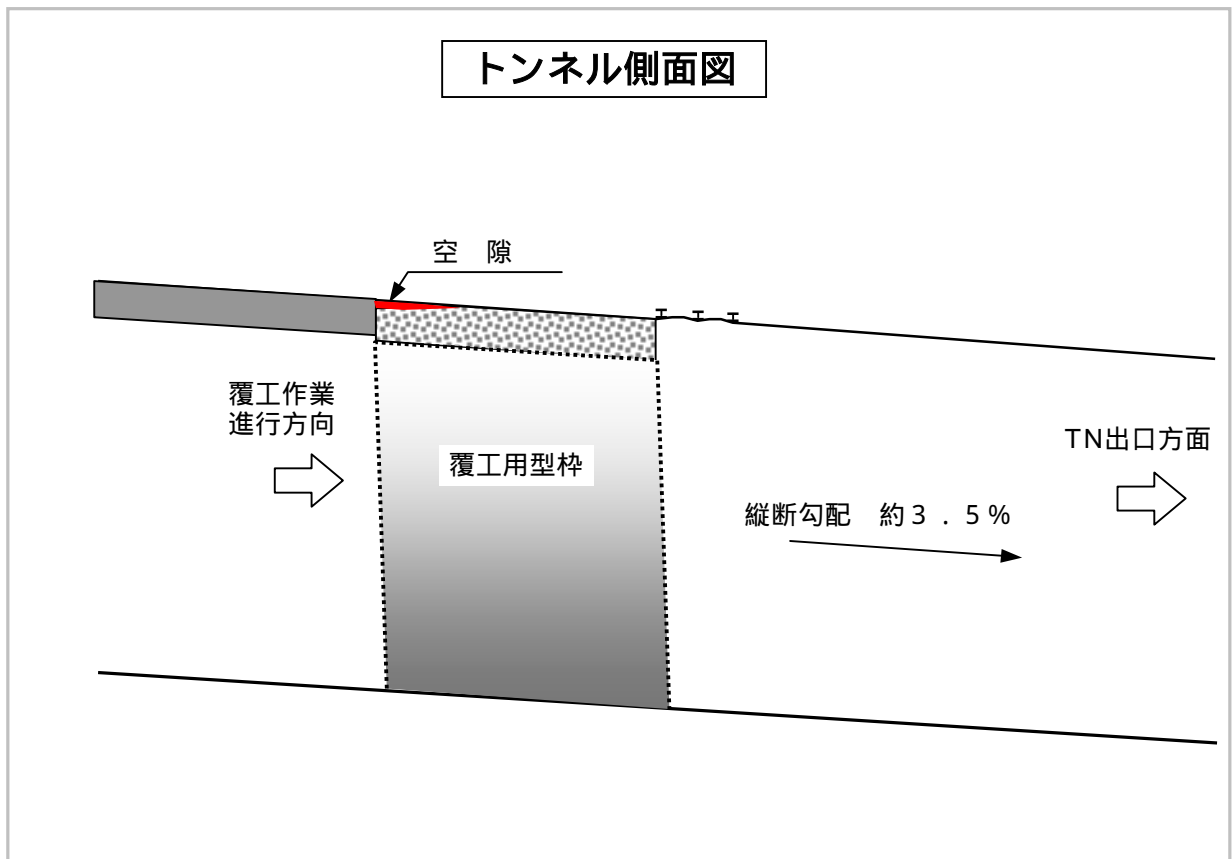 トンネル側面図
空　隙
覆工作業
進行方向
覆工用型枠
TN出口方面
縦断勾配　約３．５％